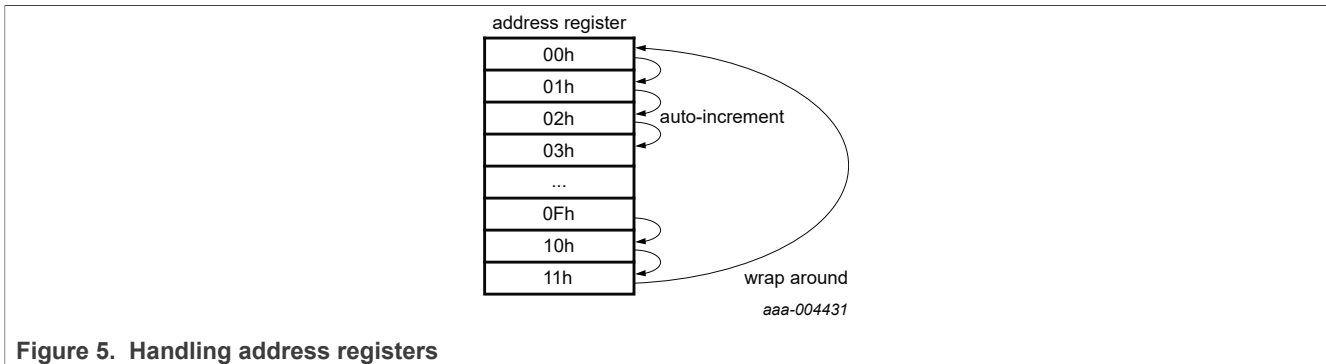 address register
00h
01h
02h
auto-increment
03h
...
0Fh
10h
11h
wrap around
aaa-004431
Figure 5. Handling address registers